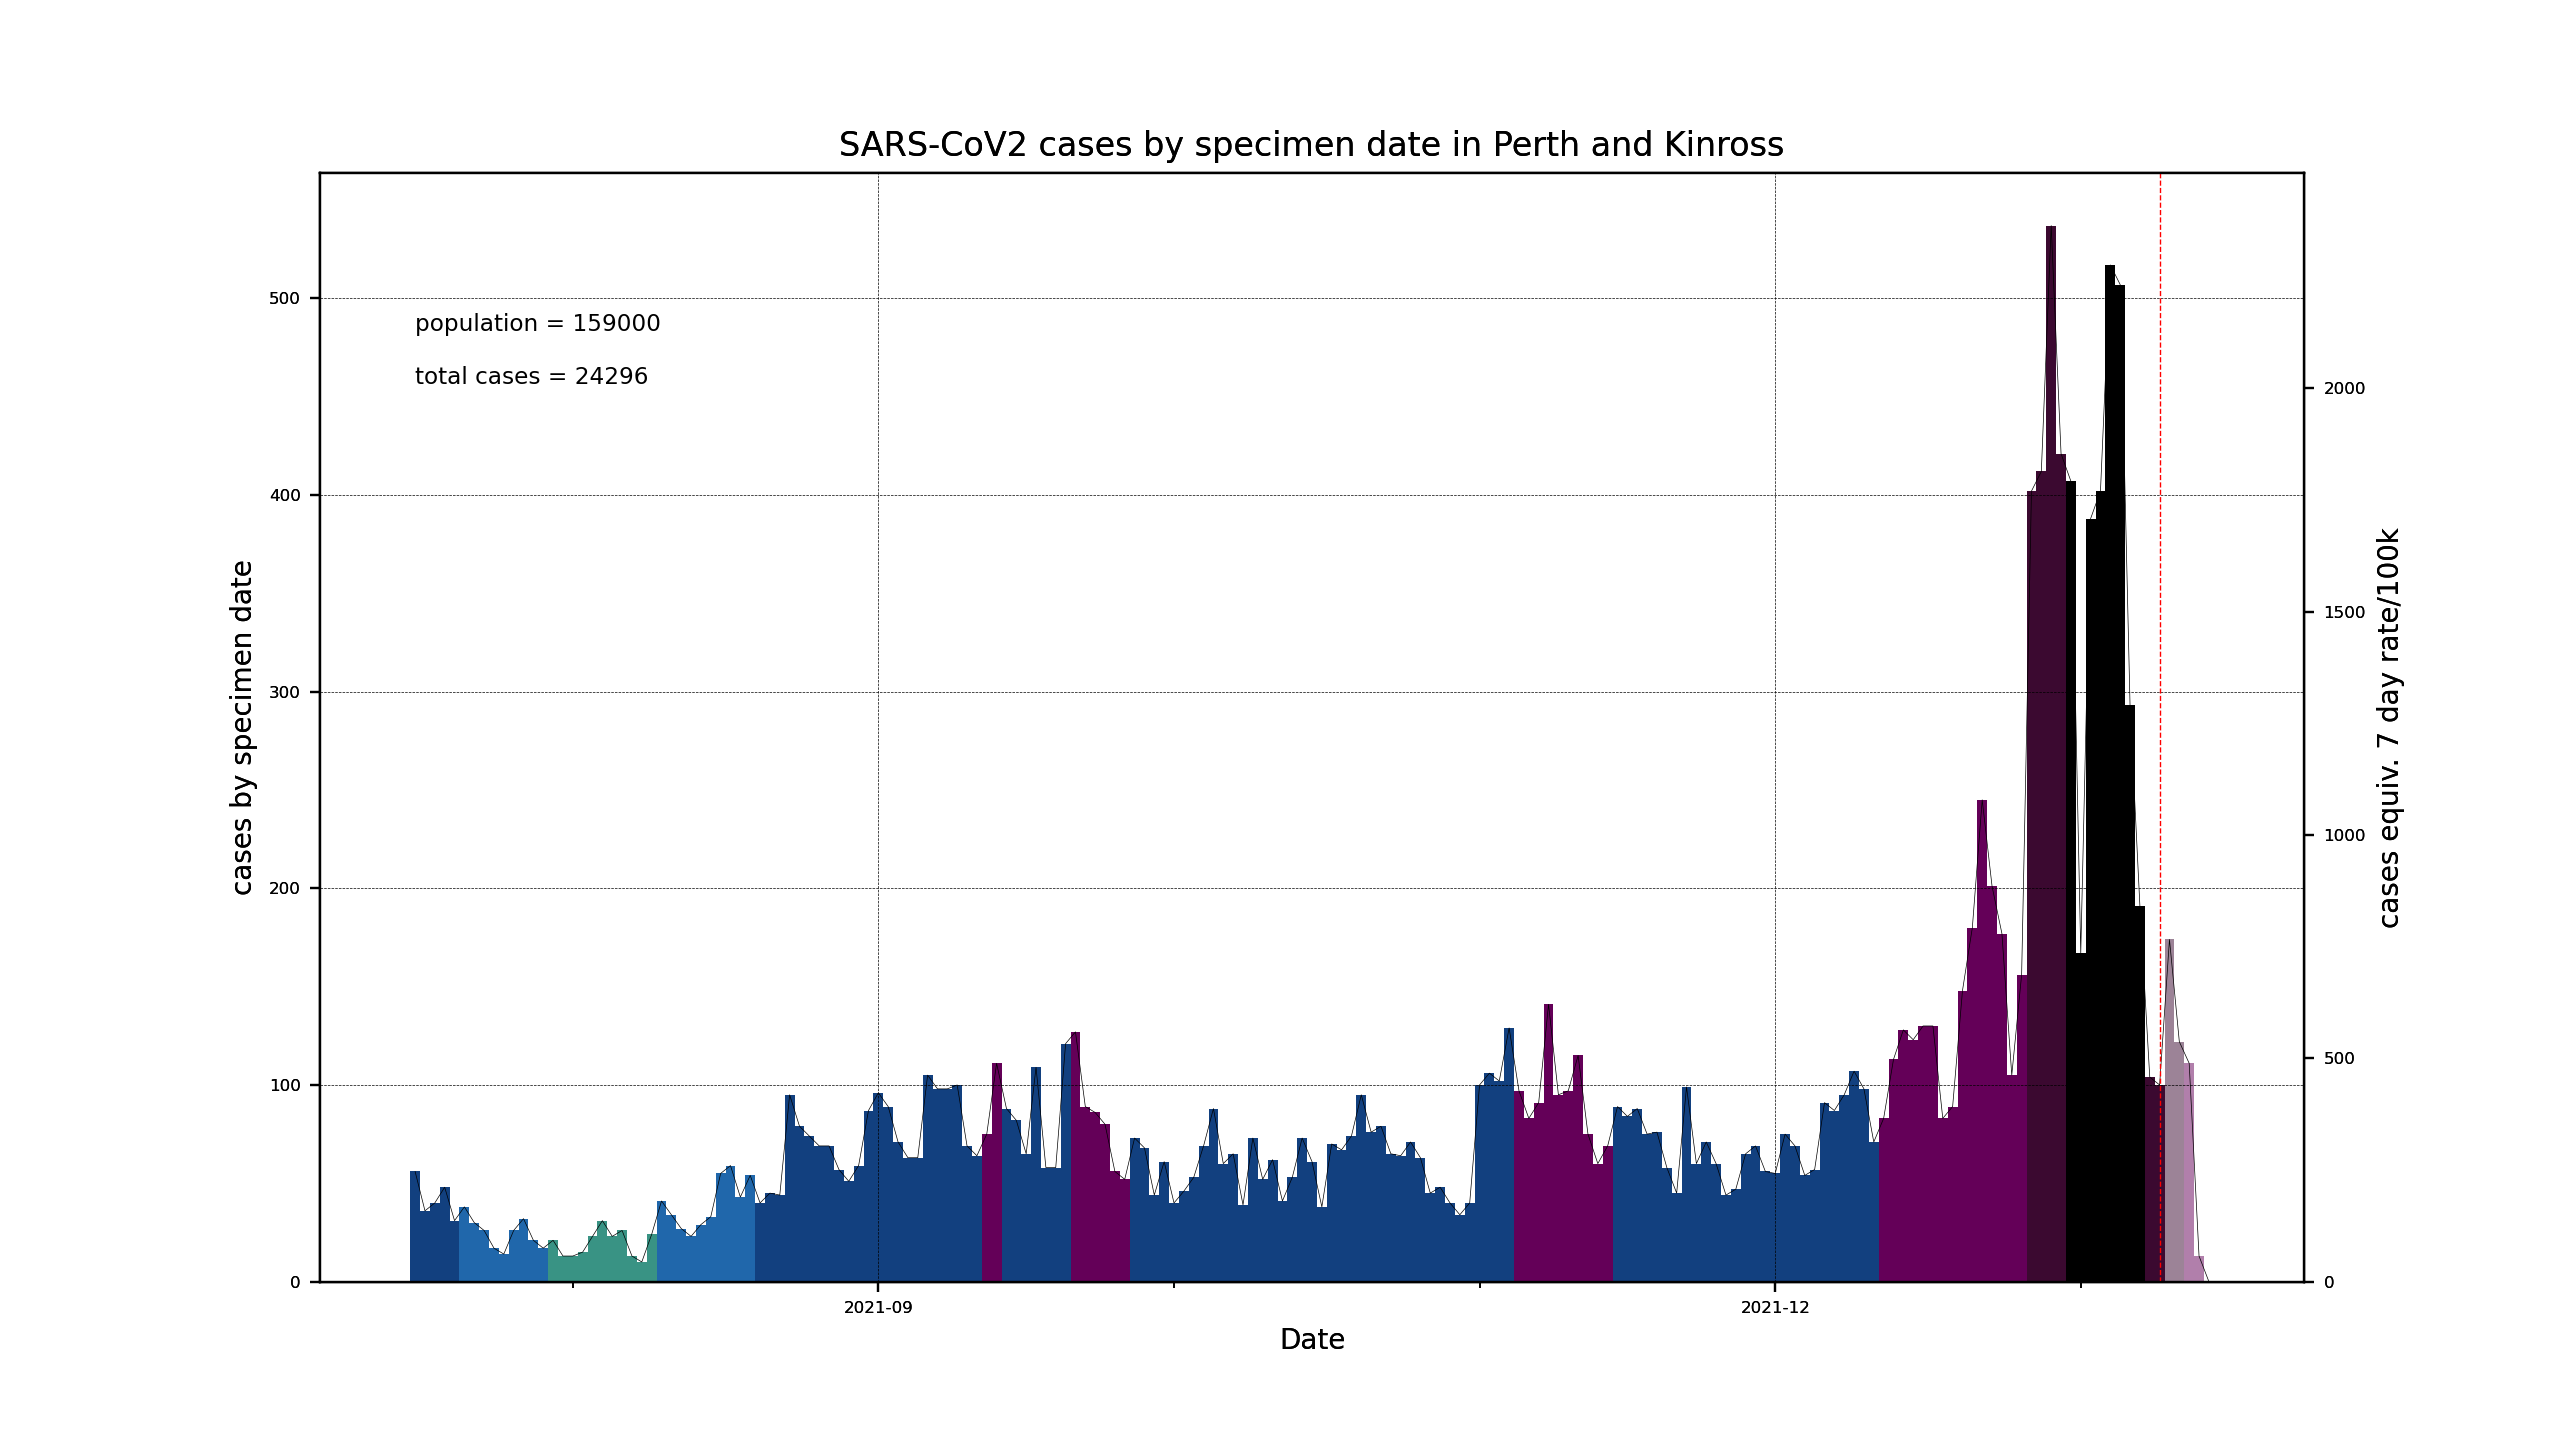 SARS-CoV2 cases by specimen date in Perth and Kinross
population = 159000
total cases = 24296
cases by specimen date
500
400
300
200
100
0
2000
1500
1000
500
0
cases equiv. 7 day rate/100k
2021-09
2021-12
Date